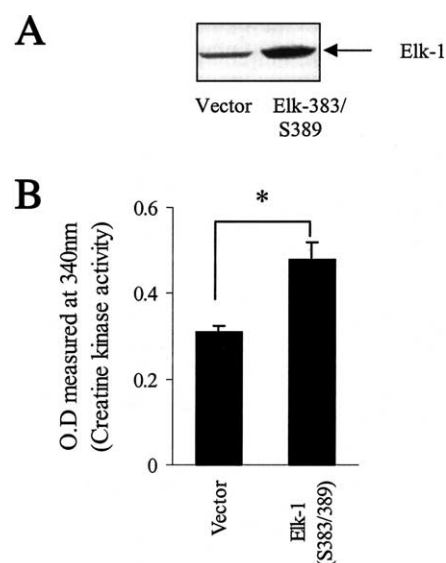 A
Elk-1
Vector Elk-383/
S389
B
*
O.D measured at 340nm
(Creatine kinase activity)
0.6
0.4
0.2
0
Vector
Elk-1
(S383/389)